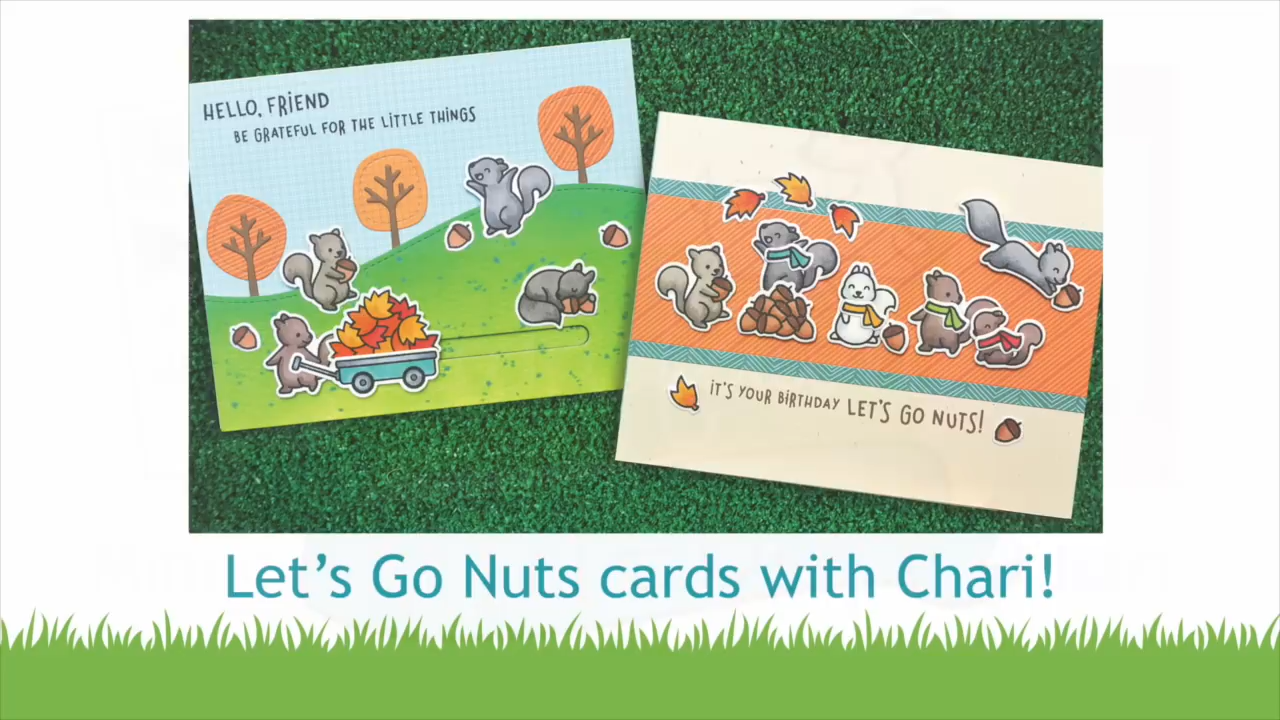 HELLO, FRiEND
BE GRATEFUL FOR THE LiTTLE THiNGS
iT'S YOUR BiRTHDAY LET'S GO NUTS!
Let's Go Nuts cards with Chari!